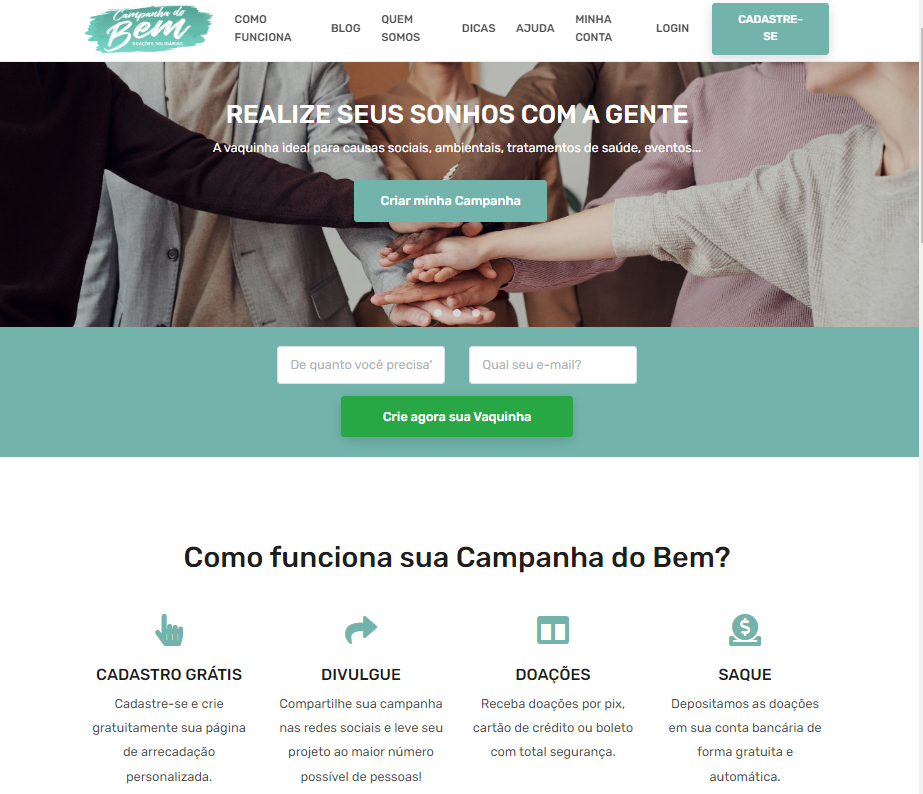 Campanha do
Bem
DOAÇÕES SOLIDÁRIAS
COMO
FUNCIONA
BLOG
QUEM
SOMOS
DICAS
AJUDA
MINHA
CONTA
LOGIN
CADASTRE-
SE
REALIZE SEUS SONHOS COM A GENTE
A vaquinha ideal para causas sociais, ambientais, tratamentos de saúde, eventos...
Criar minha Campanha
De quanto você precisa?
Qual seu e-mail?
Crie agora sua Vaquinha
Como funciona sua Campanha do Bem?
CADASTRO GRÁTIS
Cadastre-se e crie
gratuitamente sua página
de arrecadação
personalizada.
DIVULGUE
Compartilhe sua campanha
nas redes sociais e leve seu
projeto ao maior número
possível de pessoas!
DOAÇÕES
Receba doações por pix,
cartão de crédito ou boleto
com total segurança.
SAQUE
Depositamos as doações
em sua conta bancária de
forma gratuita e
automática.